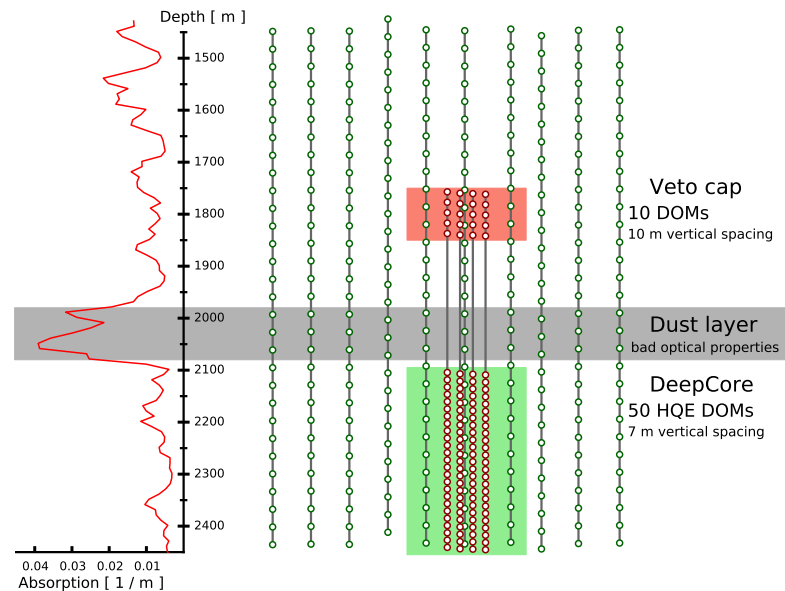 Depth [ m ]
1500
1600
1700
1800
1900
2000
2100
2200
2300
2400
0.04 0.03 0.02 0.01
Absorption [ 1 / m ]
Veto cap
10 DOMs
10 m vertical spacing
Dust layer
bad optical properties
DeepCore
50 HQE DOMs
7 m vertical spacing